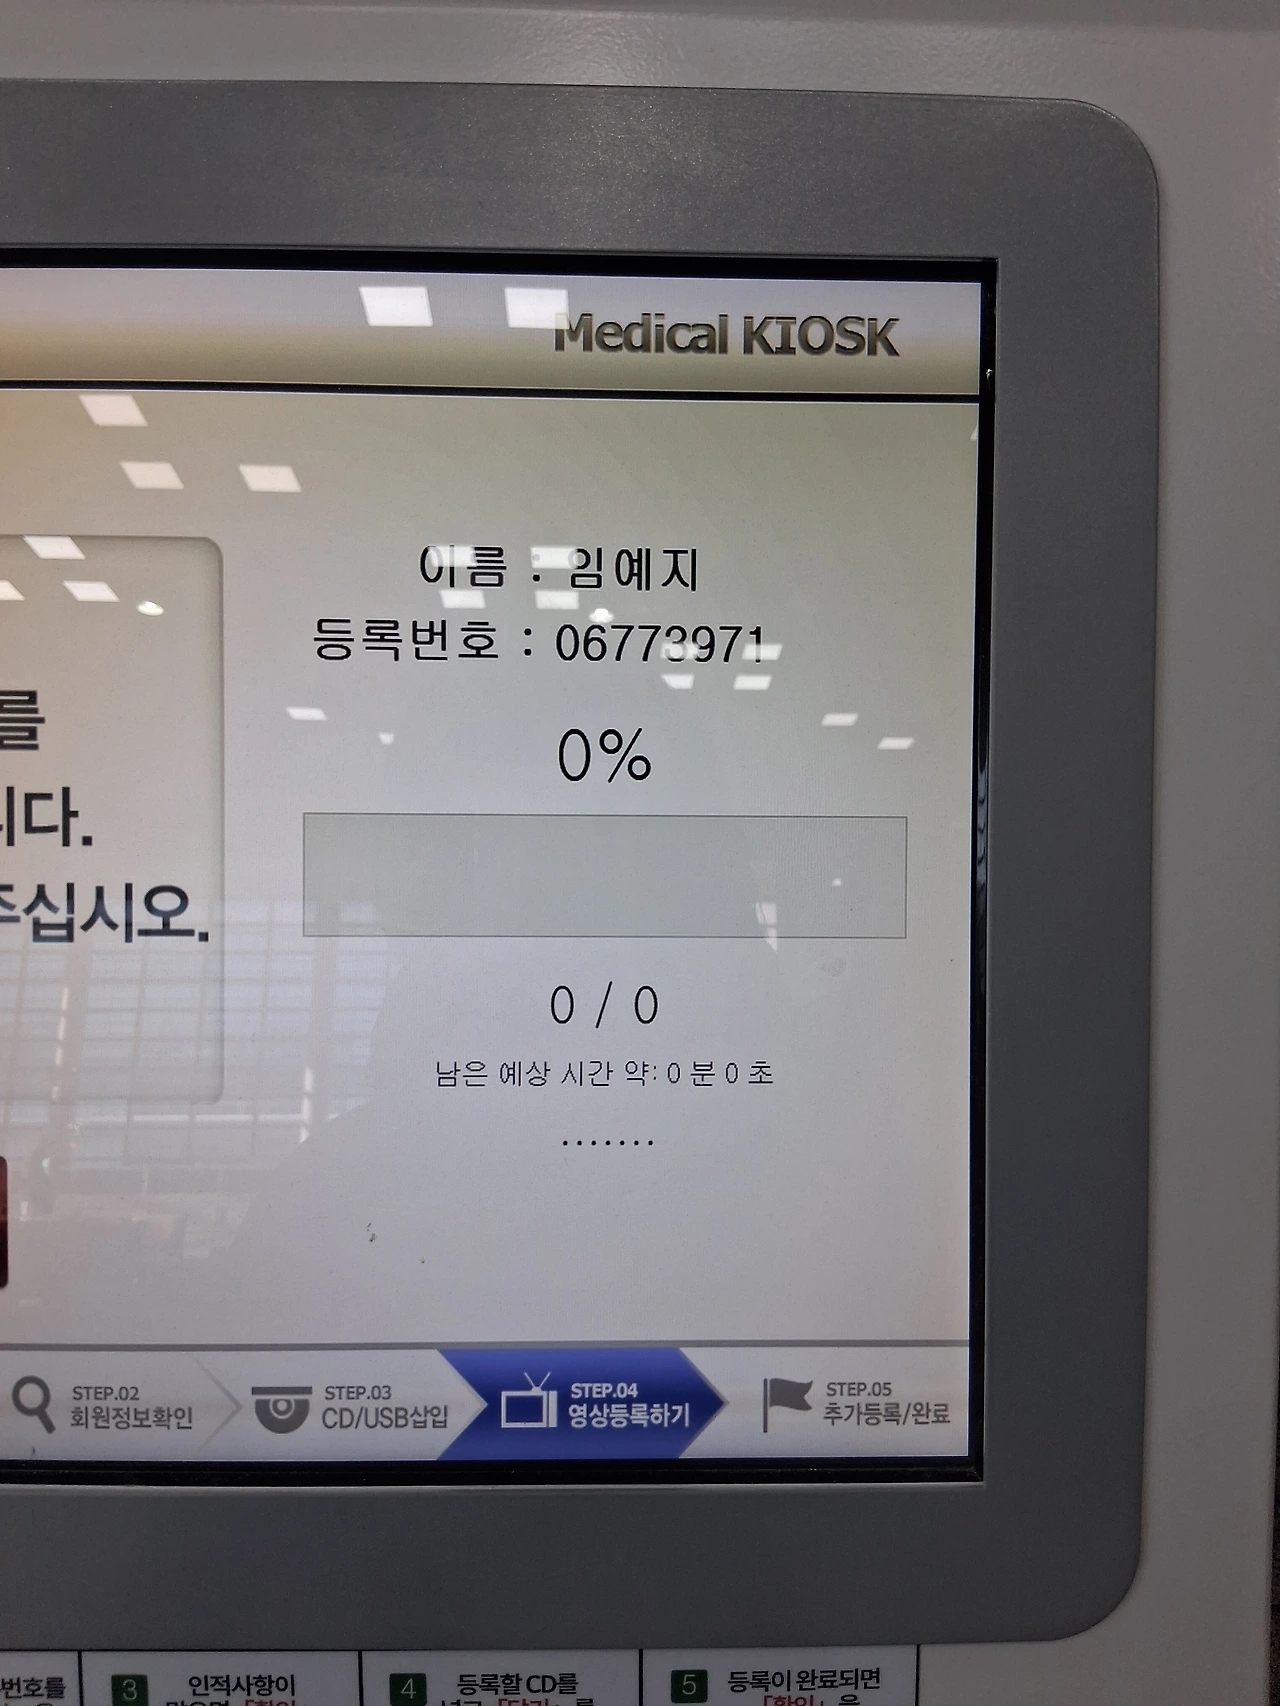 Medical KIOSK
이름 : 임예지
등록번호 : 06773971
를
니다.
주십시오.
0%
0 / 0
남은 예상 시간 약: 0 분 0 초
.......
STEP.02
회원정보확인
STEP.03
CD/USB삽입
STEP.04
영상등록하기
STEP.05
추가등록/완료
번호를
3 인적사항이
4 등록할 CD를
5 등록이 완료되면